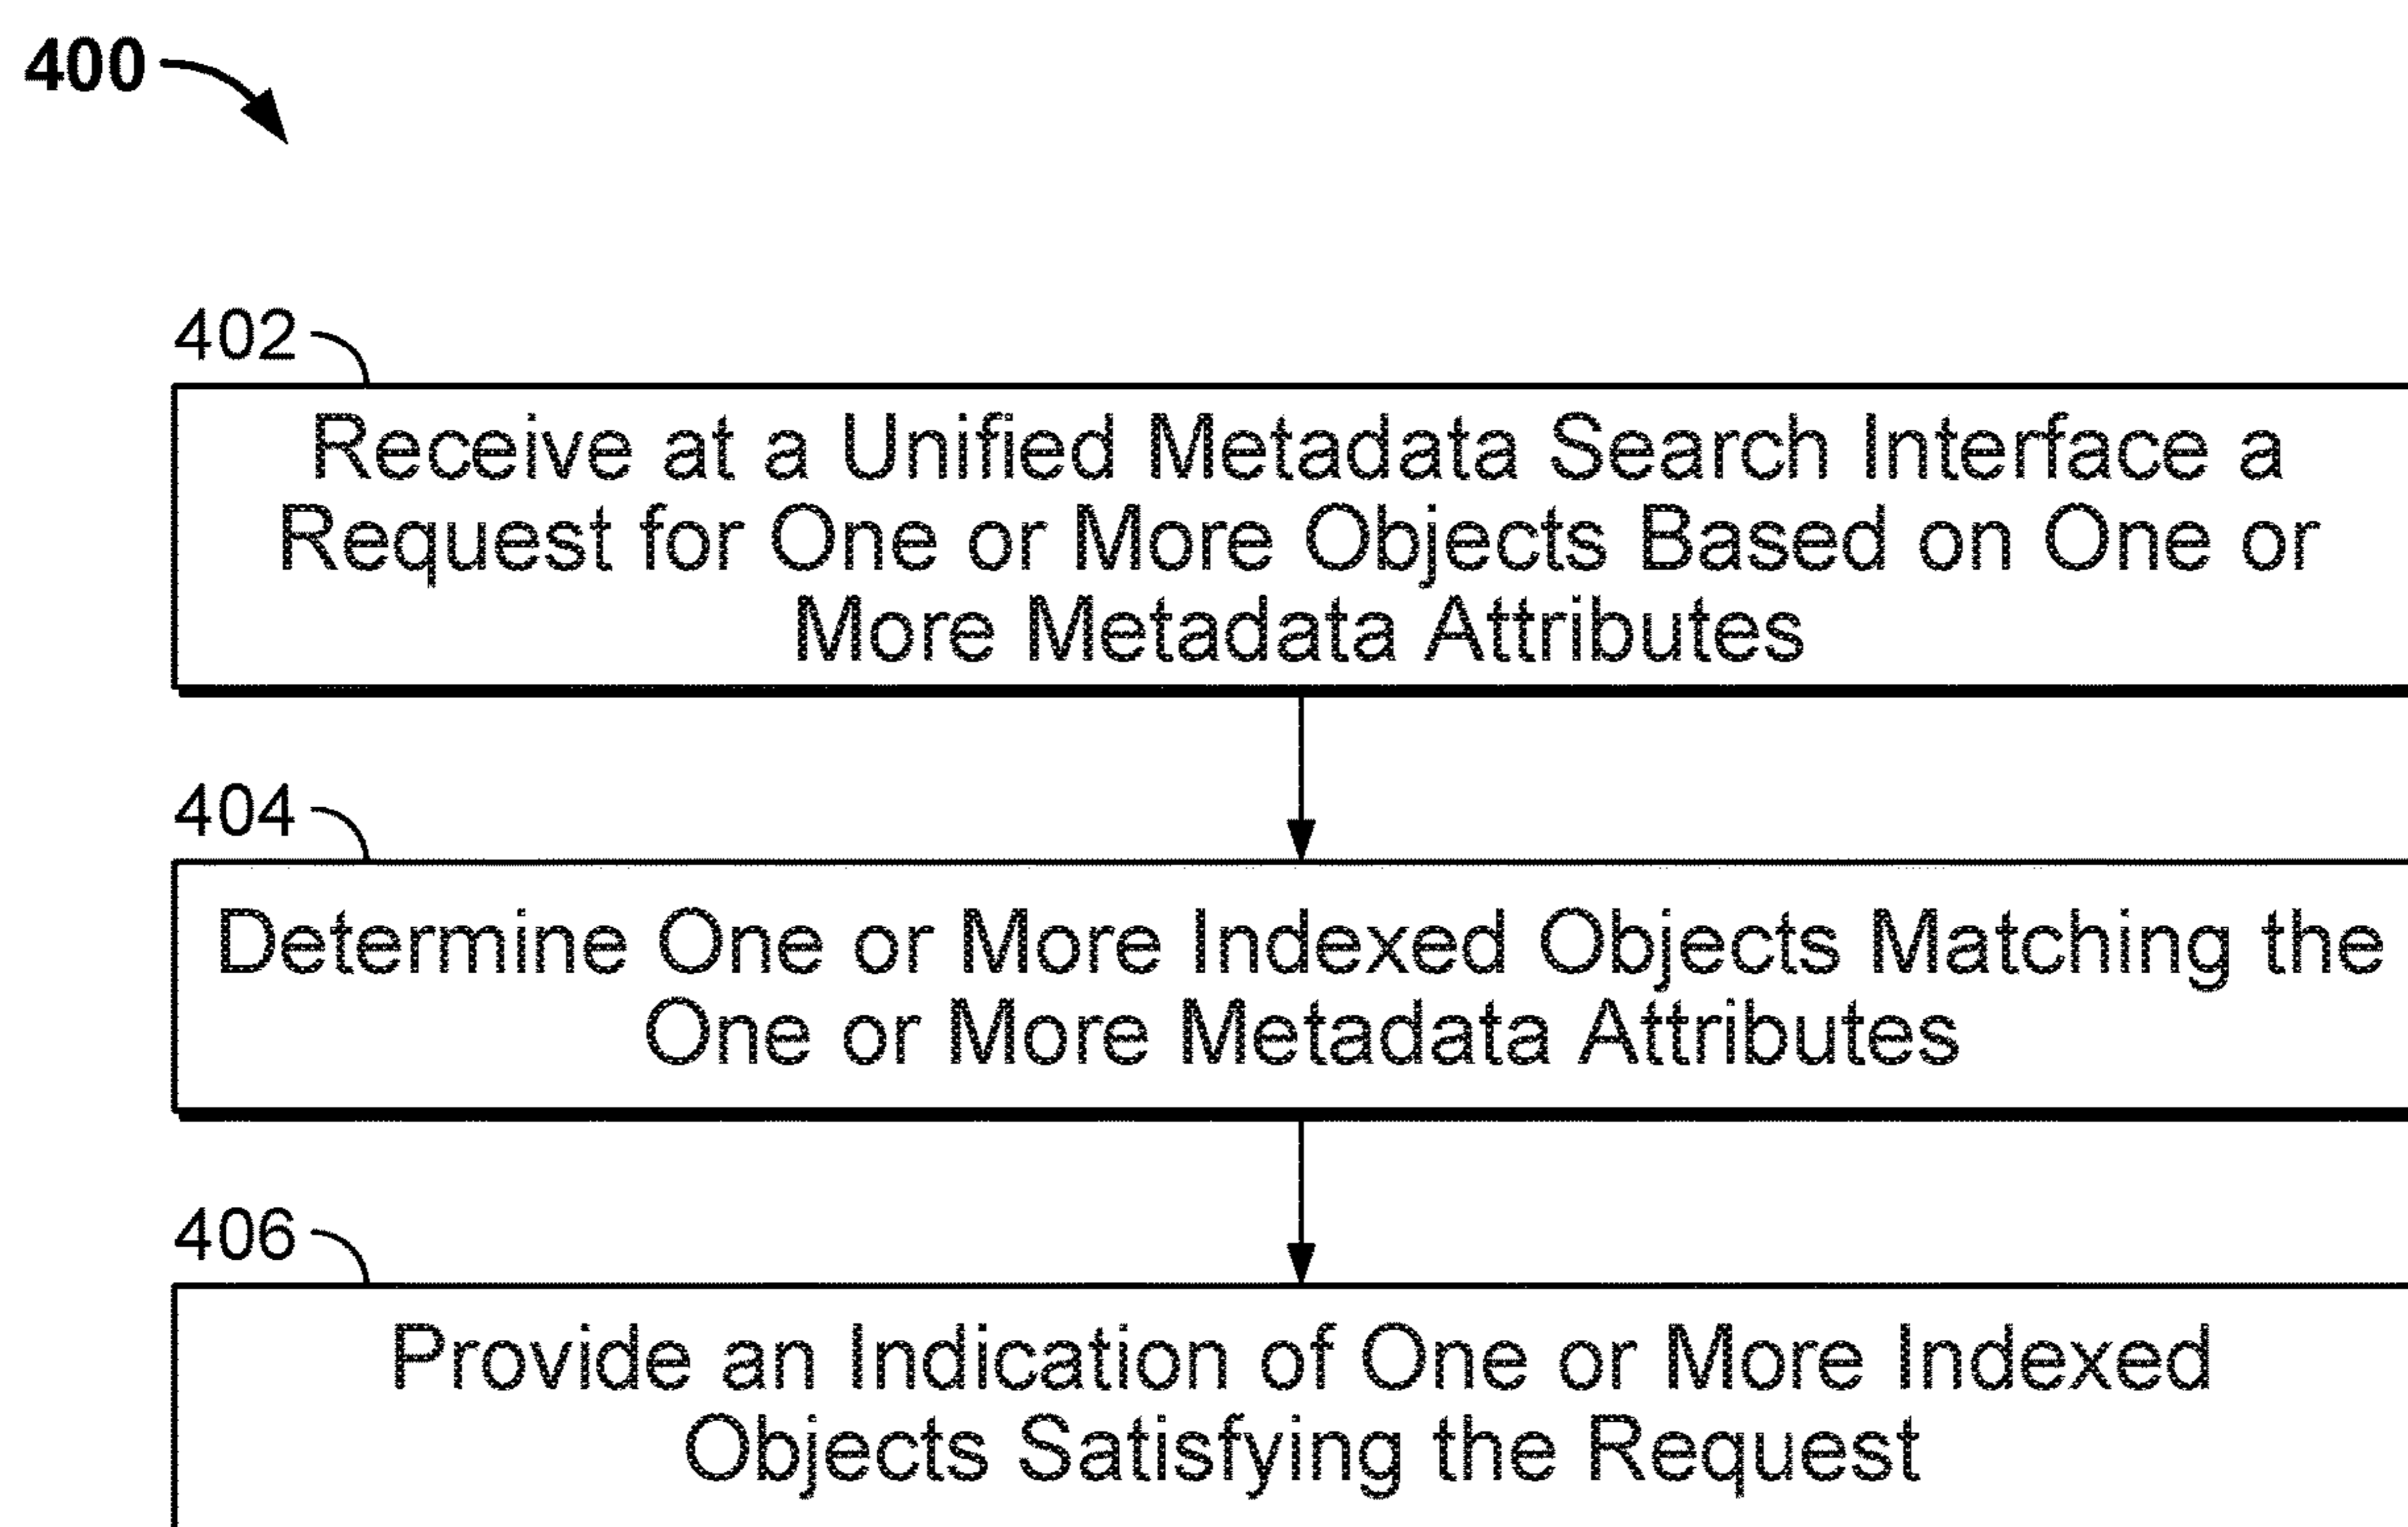 400
402
Receive at a Unified Metadata Search Interface a
Request for One or More Objects Based on One or
More Metadata Attributes
404
Determine One or More Indexed Objects Matching the
One or More Metadata Attributes
406
Provide an Indication of One or More Indexed
Objects Satisfying the Request